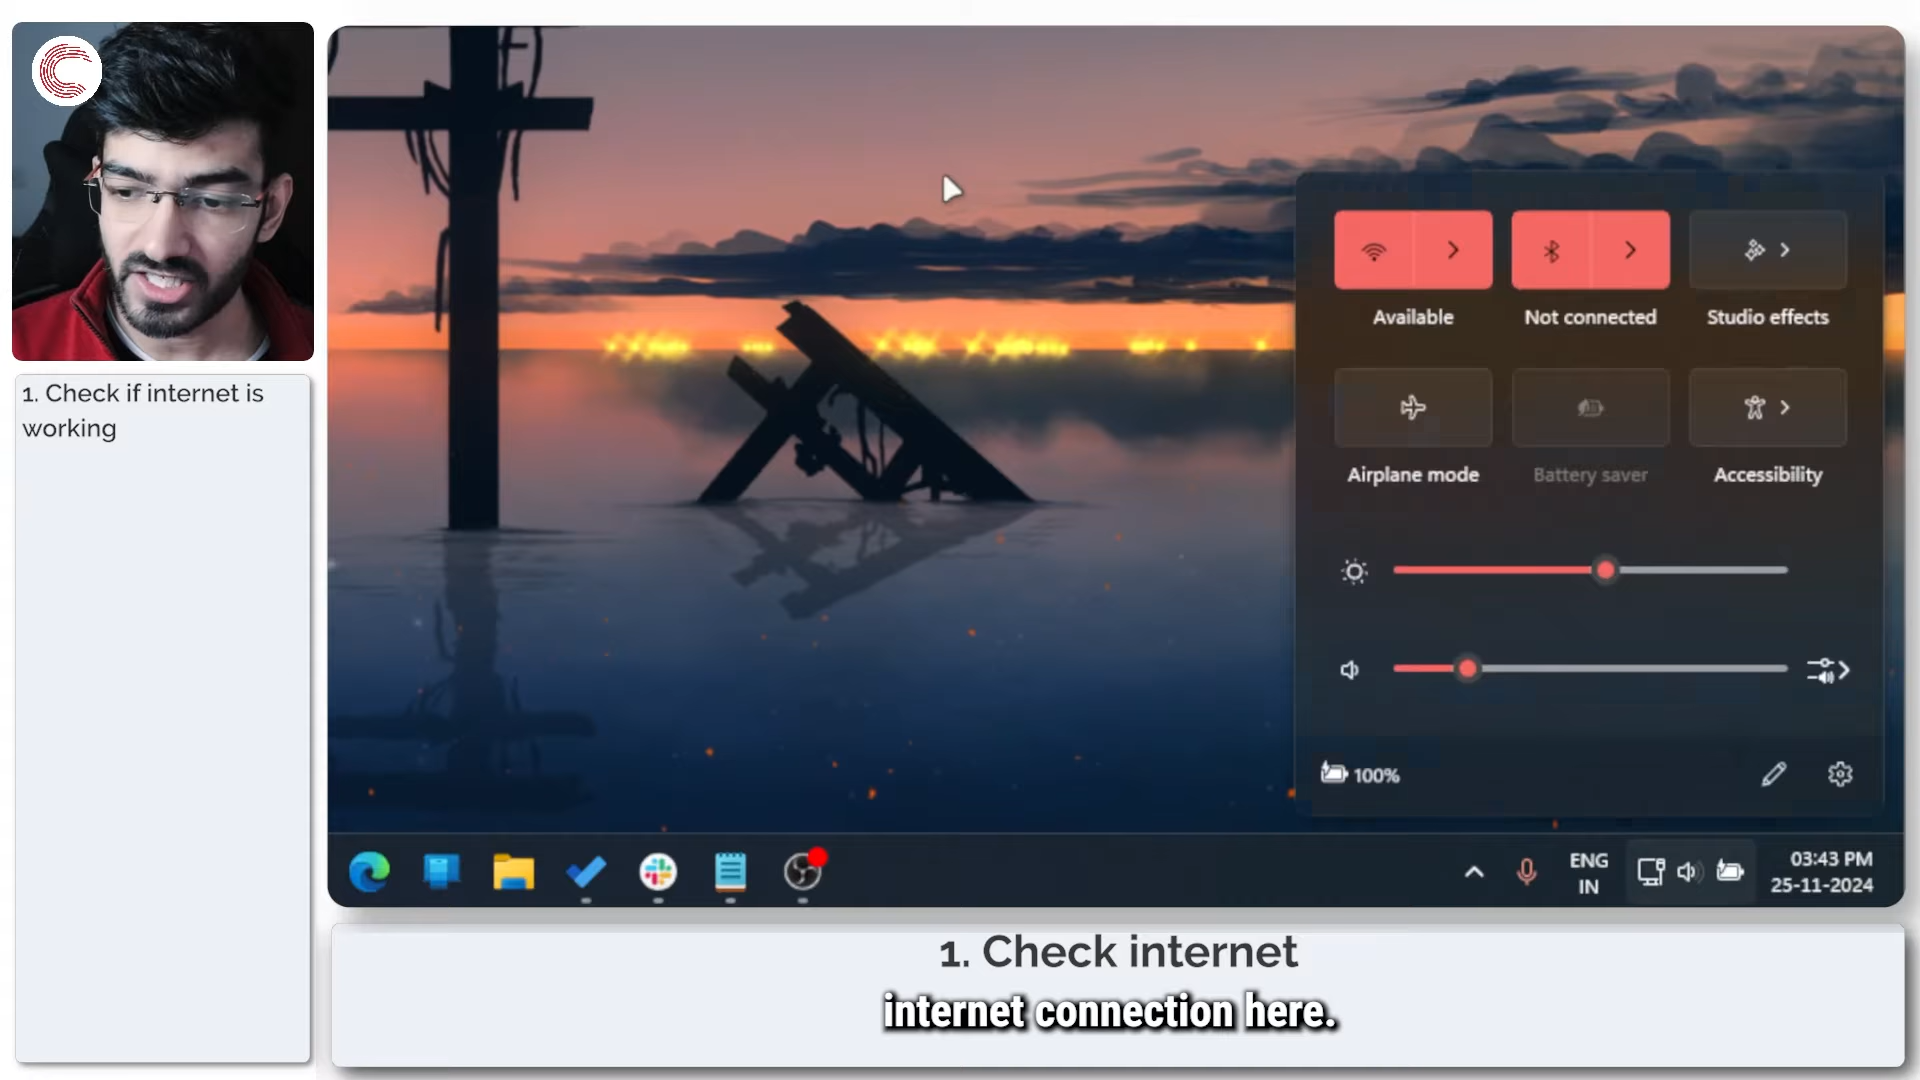 1. Check if internet is
working
Available
Not connected
Studio effects
Airplane mode
Battery saver
Accessibility
100%
ENG
IN
03:43 PM
25-11-2024
1. Check internet
internet connection here.